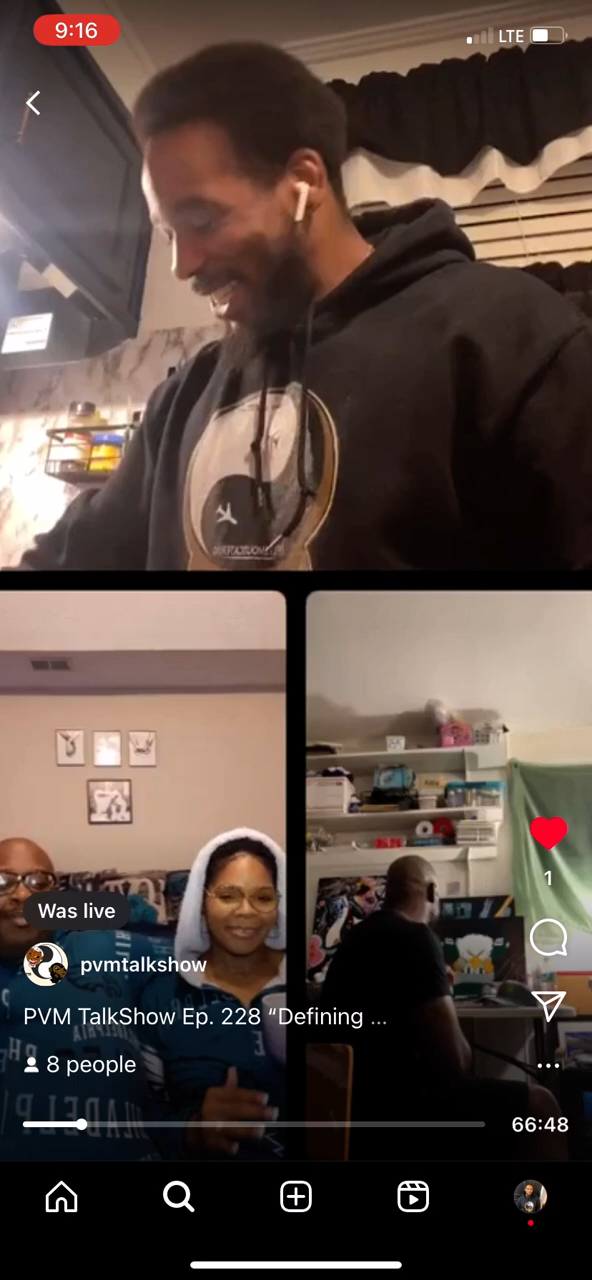 9:16
LTE
Was live
pvmtalkshow
PVM TalkShow Ep. 228 “Defining ...
1
8 people
66:48